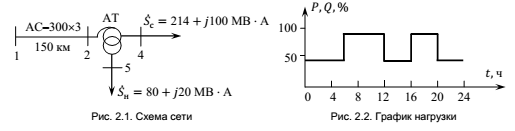 АС–300×3
150 км
1
2
АТ
4
5
Ṡс = 214 + j100 МВ · А
Ṡн = 80 + j20 МВ · А
Рис. 2.1. Схема сети
P, Q, %
100
50
0 4 8 12 16 20 24
t, ч
Рис. 2.2. График нагрузки